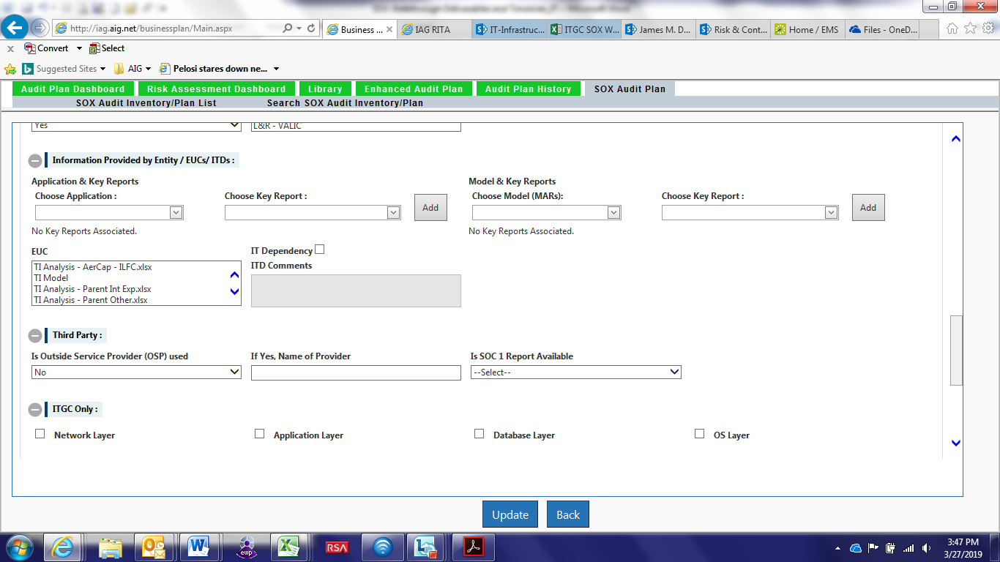 http://iag.aig.net/businessplan/Main.aspx
Business ...
IAG RITA
IT-Infrastruc...
ITGC SOX W...
James M. D...
Risk & Cont...
Home / EMS
Files - OneD...
x Convert Select
Suggested Sites AIG Pelosi stares down ne...
Audit Plan Dashboard Risk Assessment Dashboard Library Enhanced Audit Plan Audit Plan History SOX Audit Plan
SOX Audit Inventory/Plan List Search SOX Audit Inventory/Plan
Yes L&R - VALIC
Information Provided by Entity / EUCs/ ITDs :
Application & Key Reports Model & Key Reports
Choose Application : Choose Key Report : Add Choose Model (MARs): Choose Key Report : Add
No Key Reports Associated. No Key Reports Associated.
EUC IT Dependency
ITD Comments
TI Analysis - AerCap - ILFC.xlsx
TI Model
TI Analysis - Parent Int Exp.xlsx
TI Analysis - Parent Other.xlsx
Third Party :
Is Outside Service Provider (OSP) used If Yes, Name of Provider Is SOC 1 Report Available
No --Select--
ITGC Only :
Network Layer Application Layer Database Layer OS Layer
Update Back
ewp
RSA
3:47 PM
3/27/2019